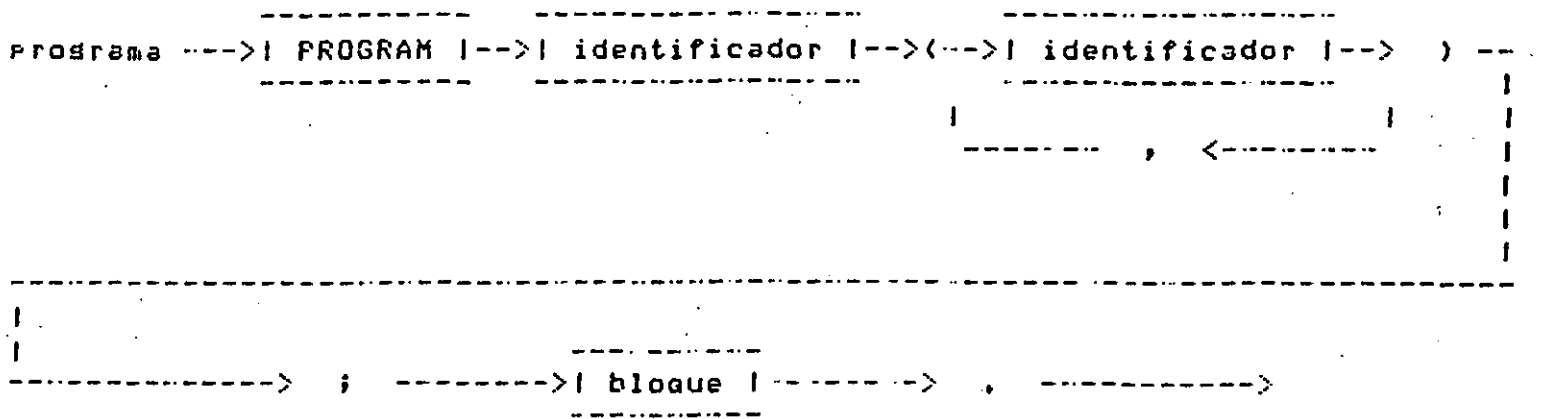 programa --->| PROGRAM |-->| identificador |-->(--->| identificador |--> ) --
, <
---> ; --->| bloque |---> . --->